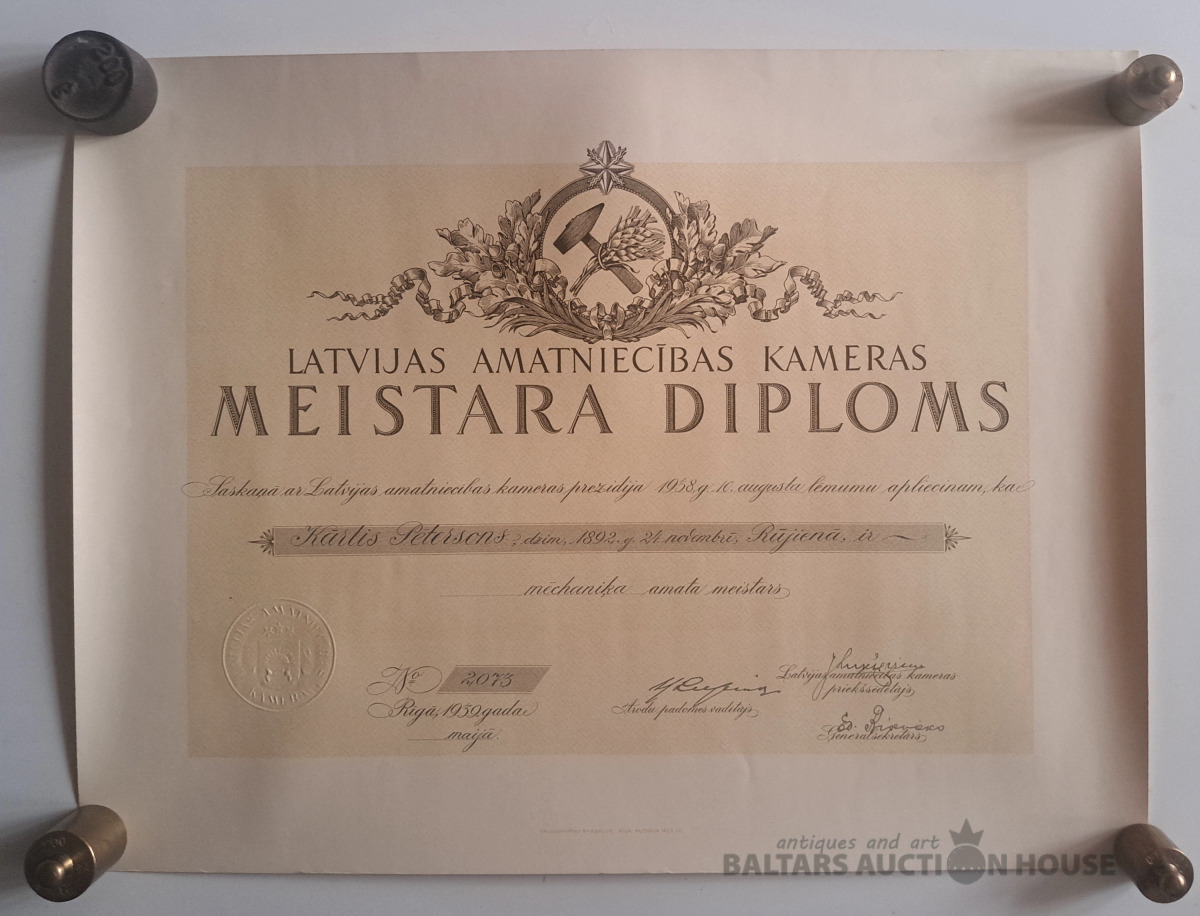 LATVIJAS AMATNIECĪBAS KAMERAS
MEISTARA DIPLOMS
Saskaņā ar Latvijas amatniecības kameras prezidija 1938.g. 10. augusta lēmumu apliecinam, ka
Kārlis Pētersons, dzim. 1892. g. 24. novembrī, Rūjienā, ir
mēchaniķa amata meistars
KAMERA
No 2073
Rīgā, 1939. gada
maijā.
Arodu padomes vadītājs
Latvijas amatniecības kameras
priekšsēdētājs
Ģenerālsekretārs
200
antiques and art
BALTARS AUCTION HOUSE